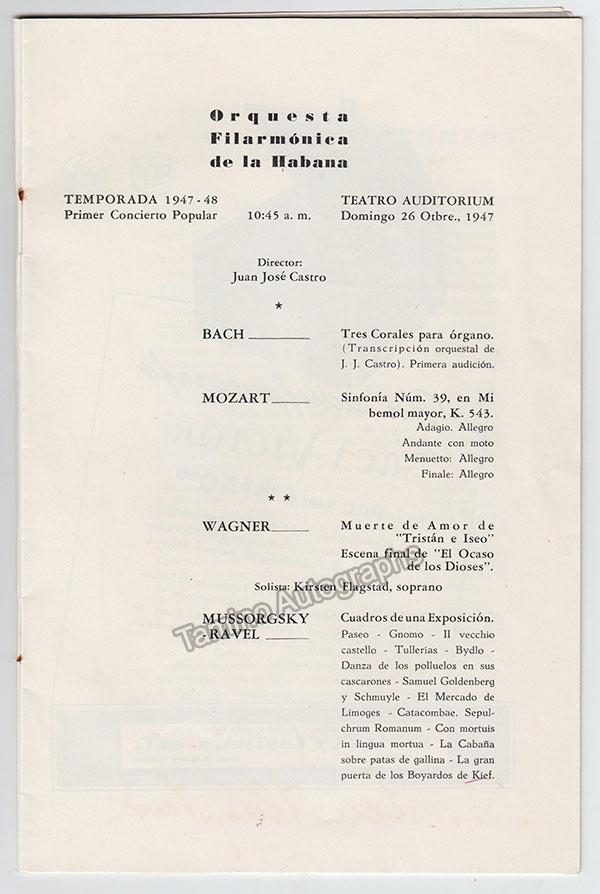 Orquesta
Filarmónica
de la Habana
TEMPORADA 1947-48
Primer Concierto Popular 10:45 a. m.
TEATRO AUDITORIUM
Domingo 26 Otbre., 1947
Director:
Juan José Castro
*
BACH
Tres Corales para órgano.
(Transcripción orquestal de
J. J. Castro). Primera audición.
MOZART
Sinfonía Núm. 39, en Mi
bemol mayor, K. 543.
Adagio. Allegro
Andante con moto
Menuetto: Allegro
Finale: Allegro
* *
WAGNER
Muerte de Amor de
"Tristán e Iseo"
Escena final de "El Ocaso
de los Dioses".
Solista: Kirsten Flagstad, soprano
Tamino Autographs
MUSSORGSKY
-RAVEL
Cuadros de una Exposición.
Paseo - Gnomo - Il vecchio
castello - Tullerias - Bydlo -
Danza de los polluelos en sus
cascarones - Samuel Goldenberg
y Schmuyle - El Mercado de
Limoges - Catacombae. Sepul-
chrum Romanum - Con mortuis
in lingua mortua - La Cabaña
sobre patas de gallina - La gran
puerta de los Boyardos de Kief.